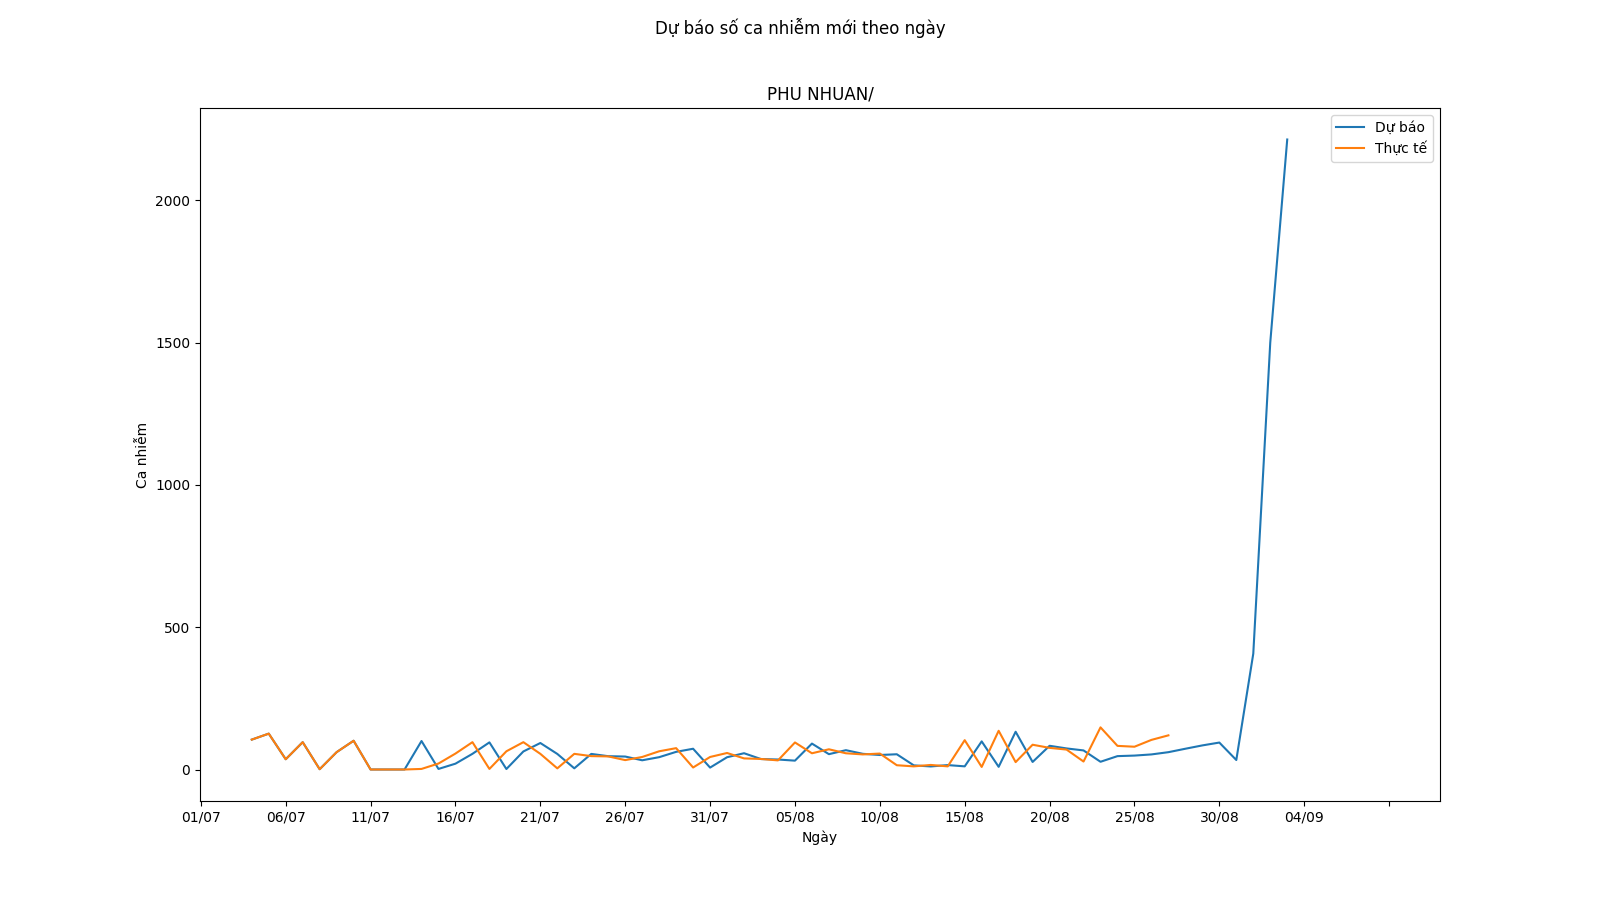 Dự báo số ca nhiễm mới theo ngày
PHU NHUAN/
Dự báo
Thực tế
2000
1500
1000
500
0
Ca nhiễm
01/07 06/07 11/07 16/07 21/07 26/07 31/07 05/08 10/08 15/08 20/08 25/08 30/08 04/09
Ngày